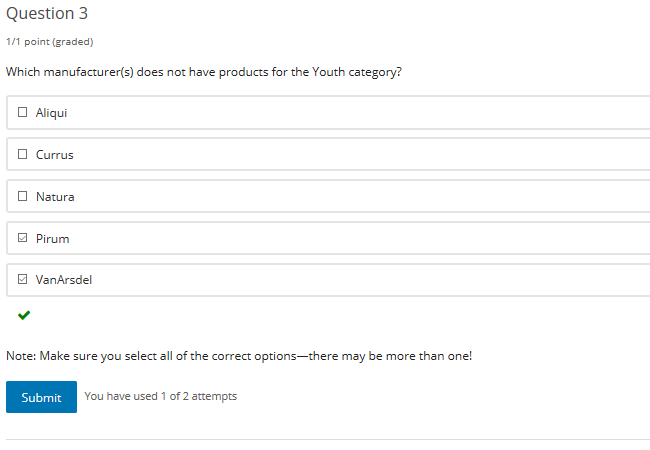 Question 3
1/1 point (graded)
Which manufacturer(s) does not have products for the Youth category?
Aliqui
Currus
Natura
Pirum
VanArsdel
Note: Make sure you select all of the correct options—there may be more than one!
Submit You have used 1 of 2 attempts